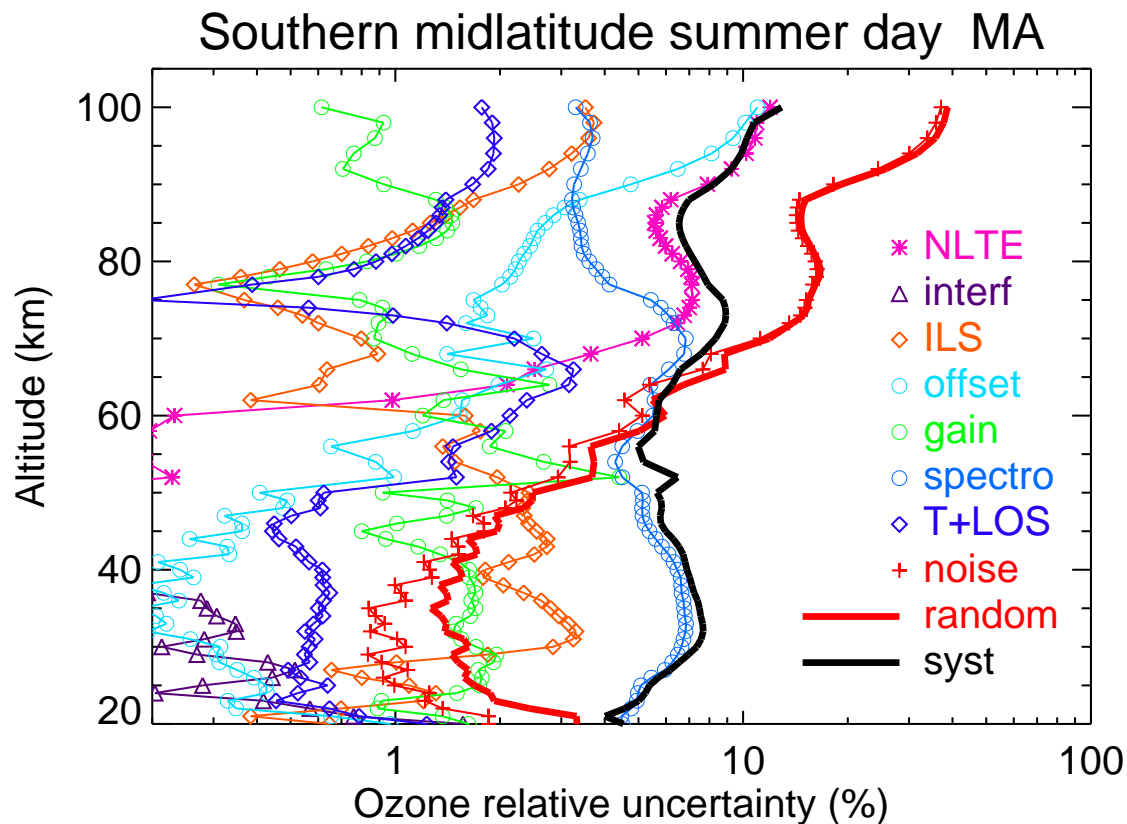 Southern midlatitude summer day MA
100
80
60
40
20
Altitude (km)
NLTE
interf
ILS
offset
gain
spectro
T+LOS
noise
random
syst
1
10
100
Ozone relative uncertainty (%)